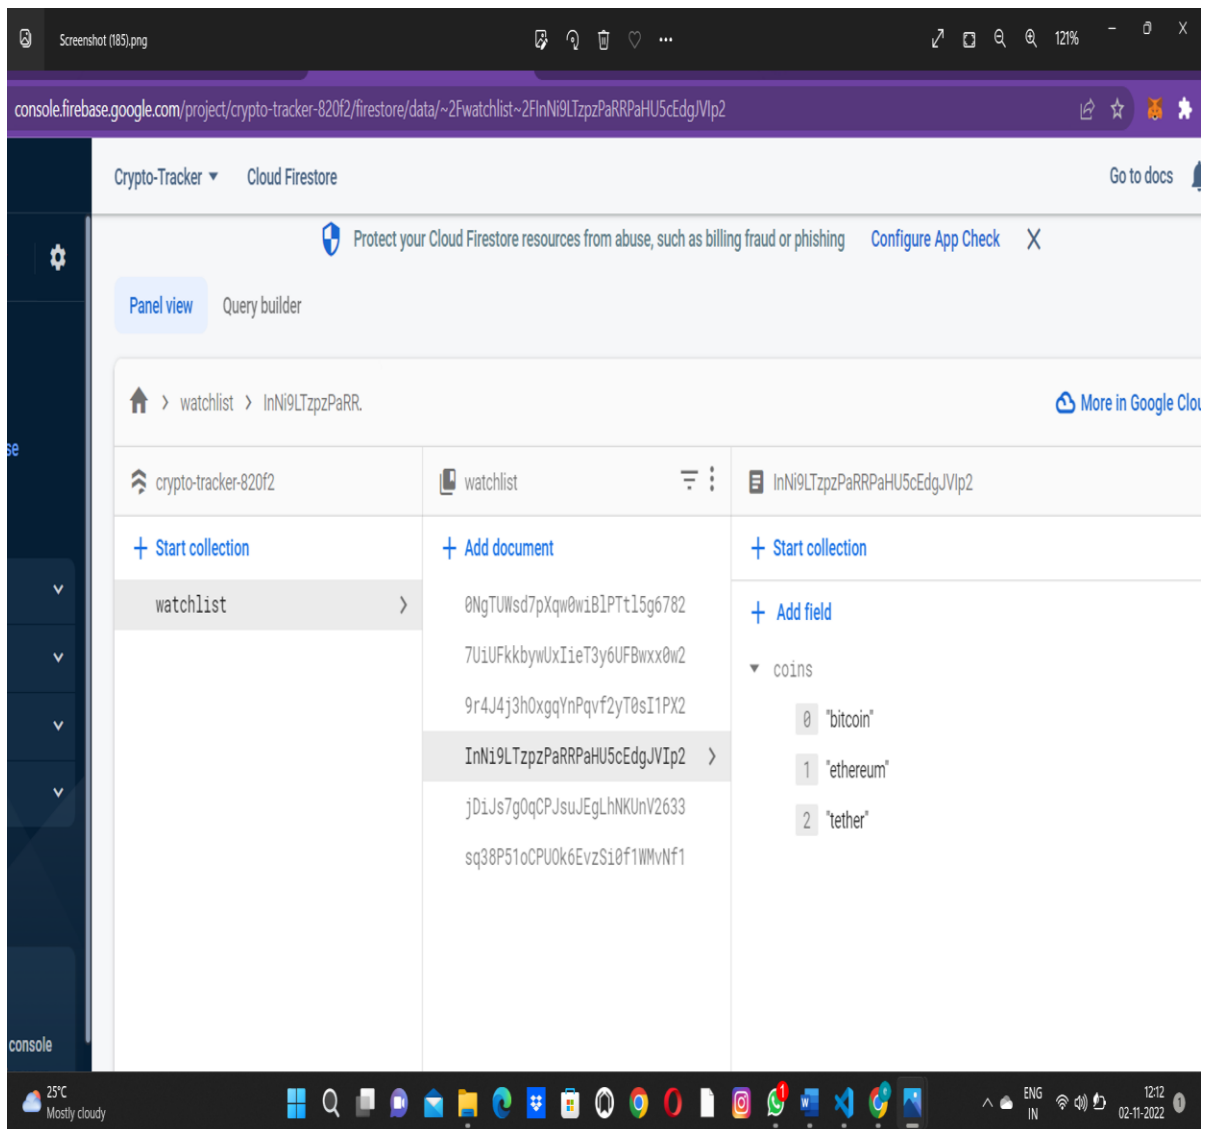 Screenshot (185).png
121%
console.firebase.google.com/project/crypto-tracker-820f2/firestore/data/~2Fwatchlist~2FInNi9LTzpzPaRRPaHU5cEdgJVIp2
Crypto-Tracker Cloud Firestore Go to docs
Protect your Cloud Firestore resources from abuse, such as billing fraud or phishing Configure App Check
Panel view Query builder
watchlist > InNi9LTzpzPaRR.
More in Google Clou
se
crypto-tracker-820f2 watchlist InNi9LTzpzPaRRPaHU5cEdgJVIp2
+ Start collection + Add document + Start collection
watchlist
0NgTUWsd7pXqw0wiBlPTtl5g6782
+ Add field
7UiUFkkbywUxIieT3y6UFBwxx0w2
coins
9r4J4j3hOxgqYnPqvf2yT0sI1PX2
0 "bitcoin"
InNi9LTzpzPaRRPaHU5cEdgJVIp2
1 "ethereum"
jDiJs7gOqCPJsuJEgLhNKUnV2633
2 "tether"
sq38P51oCPUOk6EvzSi0f1WMvNf1
console
25°C
Mostly cloudy
1
ENG
IN
12:12
02-11-2022
1